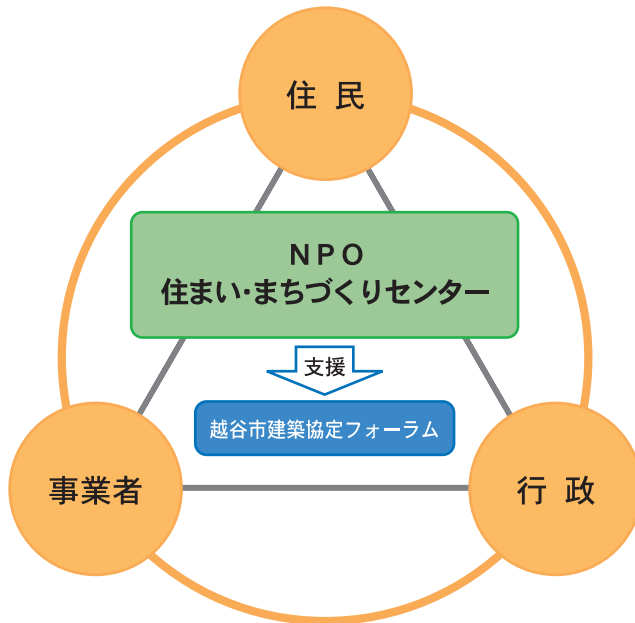 住 民
NPO
住まい・まちづくりセンター
支援
越谷市建築協定フォーラム
事業者
行 政